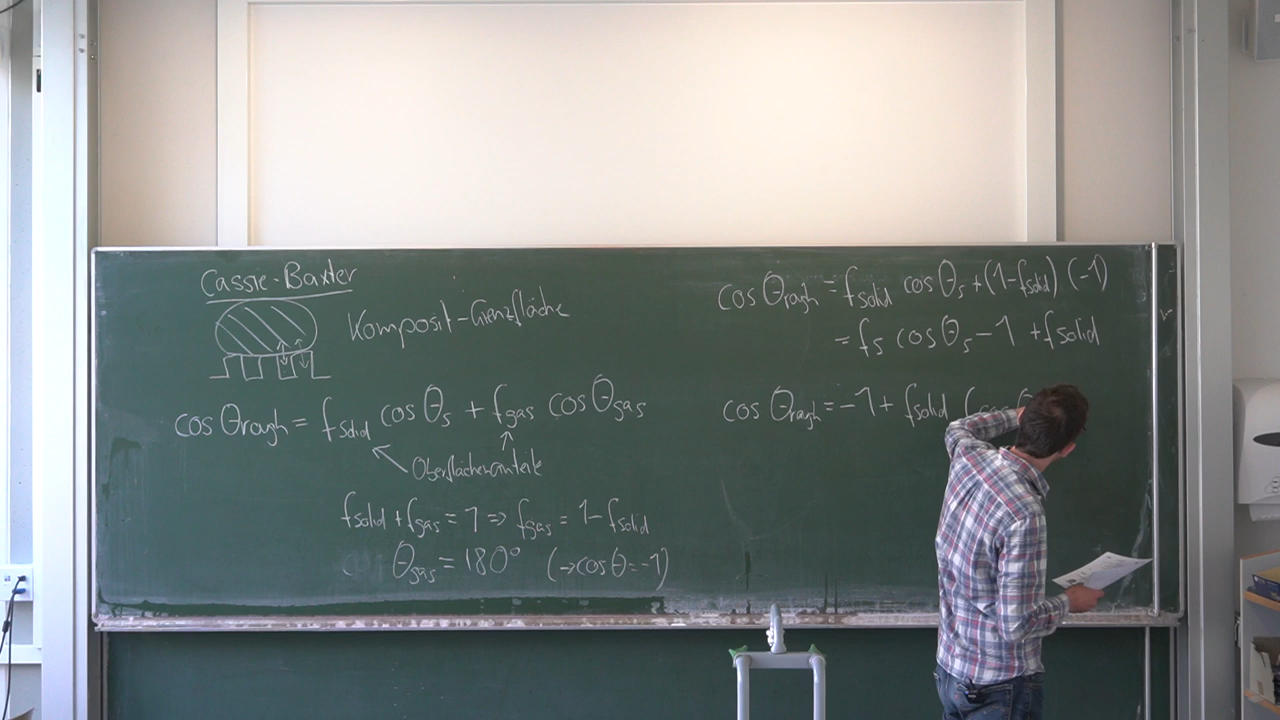 Cassie-Baxter
Komposit-Grenzfläche
cos θrough = fsolid cos θs + fgas cos θgas
Oberflächenanteile
fsolid + fgas = 1 ⇒ fgas = 1 - fsolid
θgas = 180° (→ cos θ = -1)
cos θrough = fsolid cos θs + (1 - fsolid) (-1)
= fs cos θs - 1 + fsolid
cos θrough = -1 + fsolid (cos θ